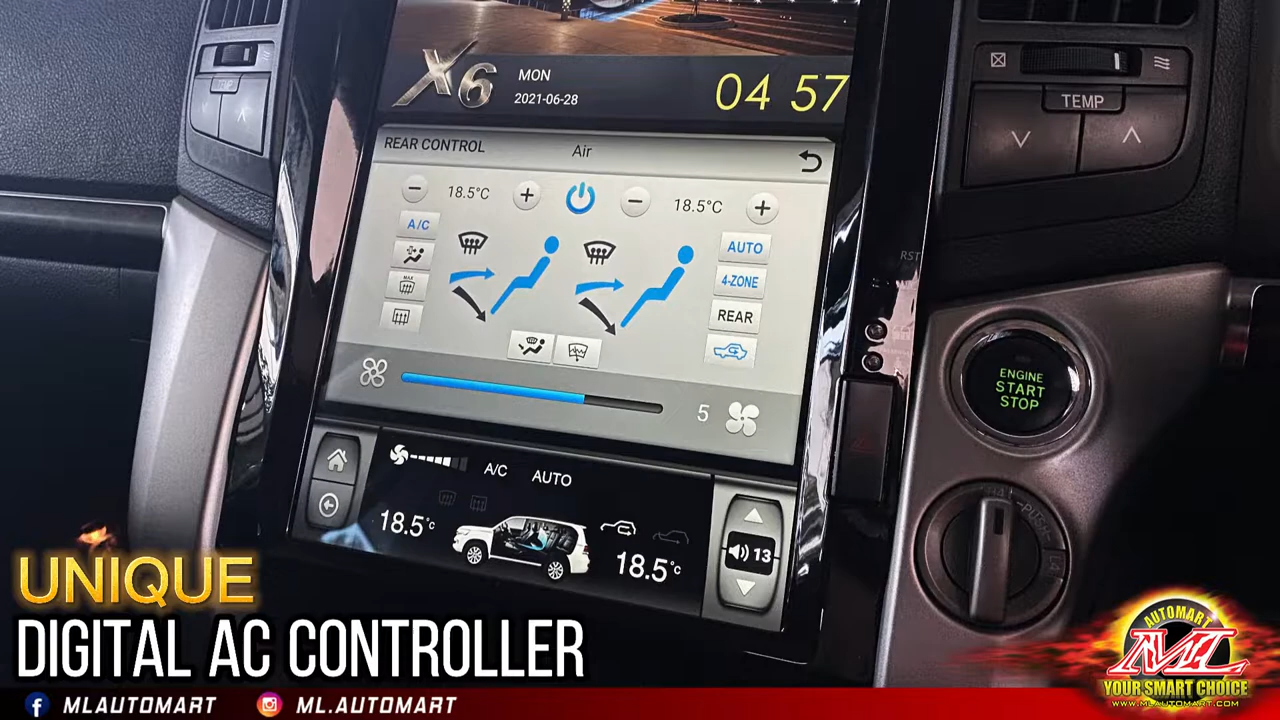 X6
MON
2021-06-28
04 57
TEMP
REAR CONTROL
Air
18.5°C
18.5°C
A/C
AUTO
MAX
4-ZONE
REAR
RST
5
ENGINE
START
STOP
A/C
AUTO
18.5°c
18.5°c
13
H4
UNIQUE
DIGITAL AC CONTROLLER
MLAUTOMART
ML.AUTOMART
AUTOMART
ML
YOUR SMART CHOICE
WWW.MLAUTOMART.COM